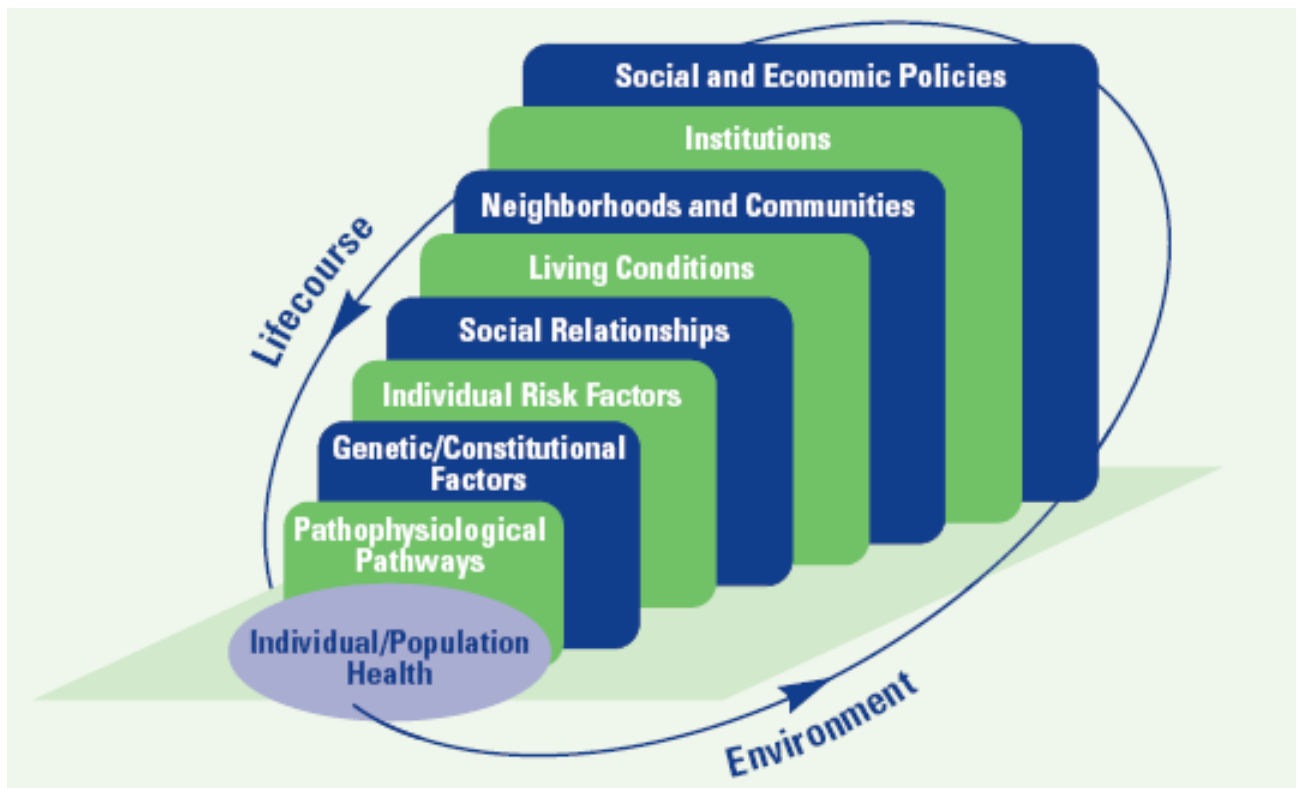 Social and Economic Policies
Institutions
Neighborhoods and Communities
Living Conditions
Social Relationships
Individual Risk Factors
Genetic/Constitutional
Factors
Pathophysiological
Pathways
Individual/Population
Health
Lifecourse
Environment